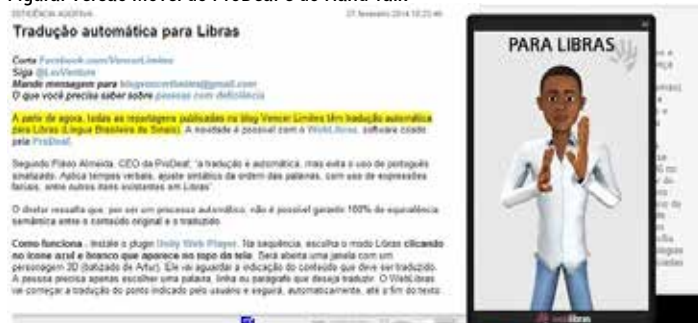 Figura: Versão móvel do ProDeaf e do Hand Talk
DEFICIÊNCIA AUDITIVA
21 fevereiro 2014 10:23:46
Tradução automática para Libras
Curta Facebook.com/VencerLimites
Siga @LexVentura
Mande mensagem para blogvencerlimites@gmail.com
O que você precisa saber sobre pessoas com deficiência
A partir de agora, todas as reportagens publicadas no blog Vencer Limites têm tradução automática
para Libras (Língua Brasileira de Sinais). A novidade é possível com o WebLibras, software criado
pela ProDeaf.
Segundo Flávio Almeida, CEO da ProDeaf, "a tradução é automática, mas evita o uso de português
sinalizado. Aplica tempos verbais, ajuste sintático da ordem das palavras, com uso de expressões
faciais, entre outros itens existentes em Libras".
O diretor ressalta que, por ser um processo automático, não é possível garantir 100% de equivalência
semântica entre o conteúdo original e o traduzido.
Como funciona - Instale o plugin Unity Web Player. Na sequência, escolha o modo Libras clicando
no ícone azul e branco que aparece no topo da tela. Será aberta uma janela com um
personagem 3D (batizado de Artur). Ele vai aguardar a indicação do conteúdo que deve ser traduzido.
A pessoa precisa apenas escolher uma palavra, linha ou parágrafo que deseja traduzir. O WebLibras
vai começar a tradução do ponto indicado pelo usuário e seguirá, automaticamente, até o fim do texto.
PARA LIBRAS
weblibras